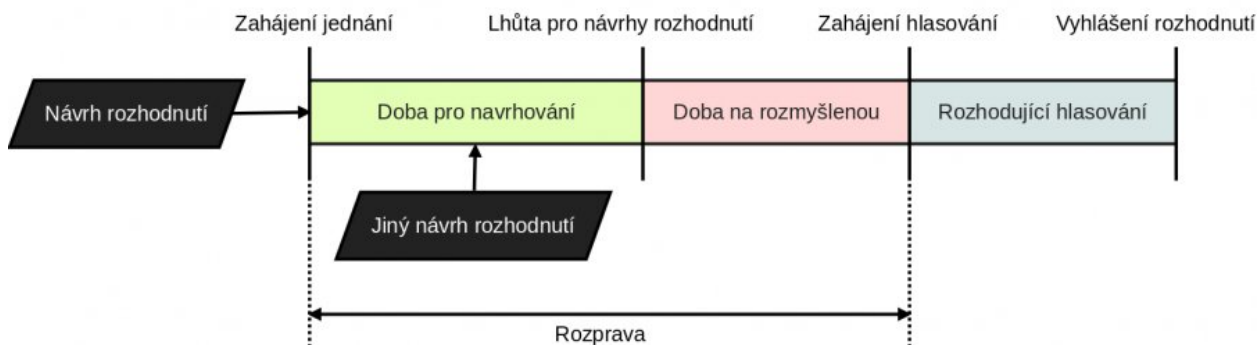 Zahájení jednání
Lhůta pro návrhy rozhodnutí
Zahájení hlasování
Vyhlášení rozhodnutí
Návrh rozhodnutí
Doba pro navrhování
Doba na rozmyšlenou
Rozhodující hlasování
Jiný návrh rozhodnutí
Rozprava